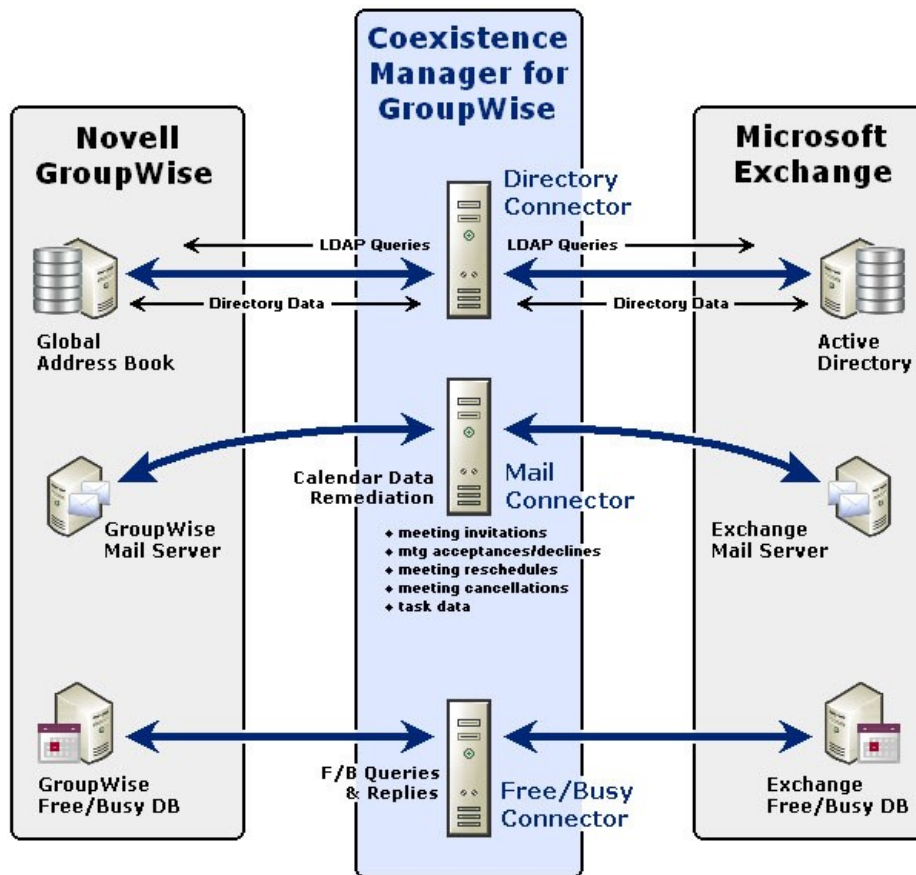 Coexistence
Manager for
GroupWise
Novell
GroupWise
Microsoft
Exchange
Directory
Connector
LDAP Queries
LDAP Queries
Directory Data
Directory Data
Global
Address Book
Active
Directory
Calendar Data
Remediation
Mail
Connector
GroupWise
Mail Server
Exchange
Mail Server
♦ meeting invitations
♦ mtg acceptances/declines
♦ meeting reschedules
♦ meeting cancellations
♦ task data
GroupWise
Free/Busy DB
F/B Queries
& Replies
Free/Busy
Connector
Exchange
Free/Busy DB